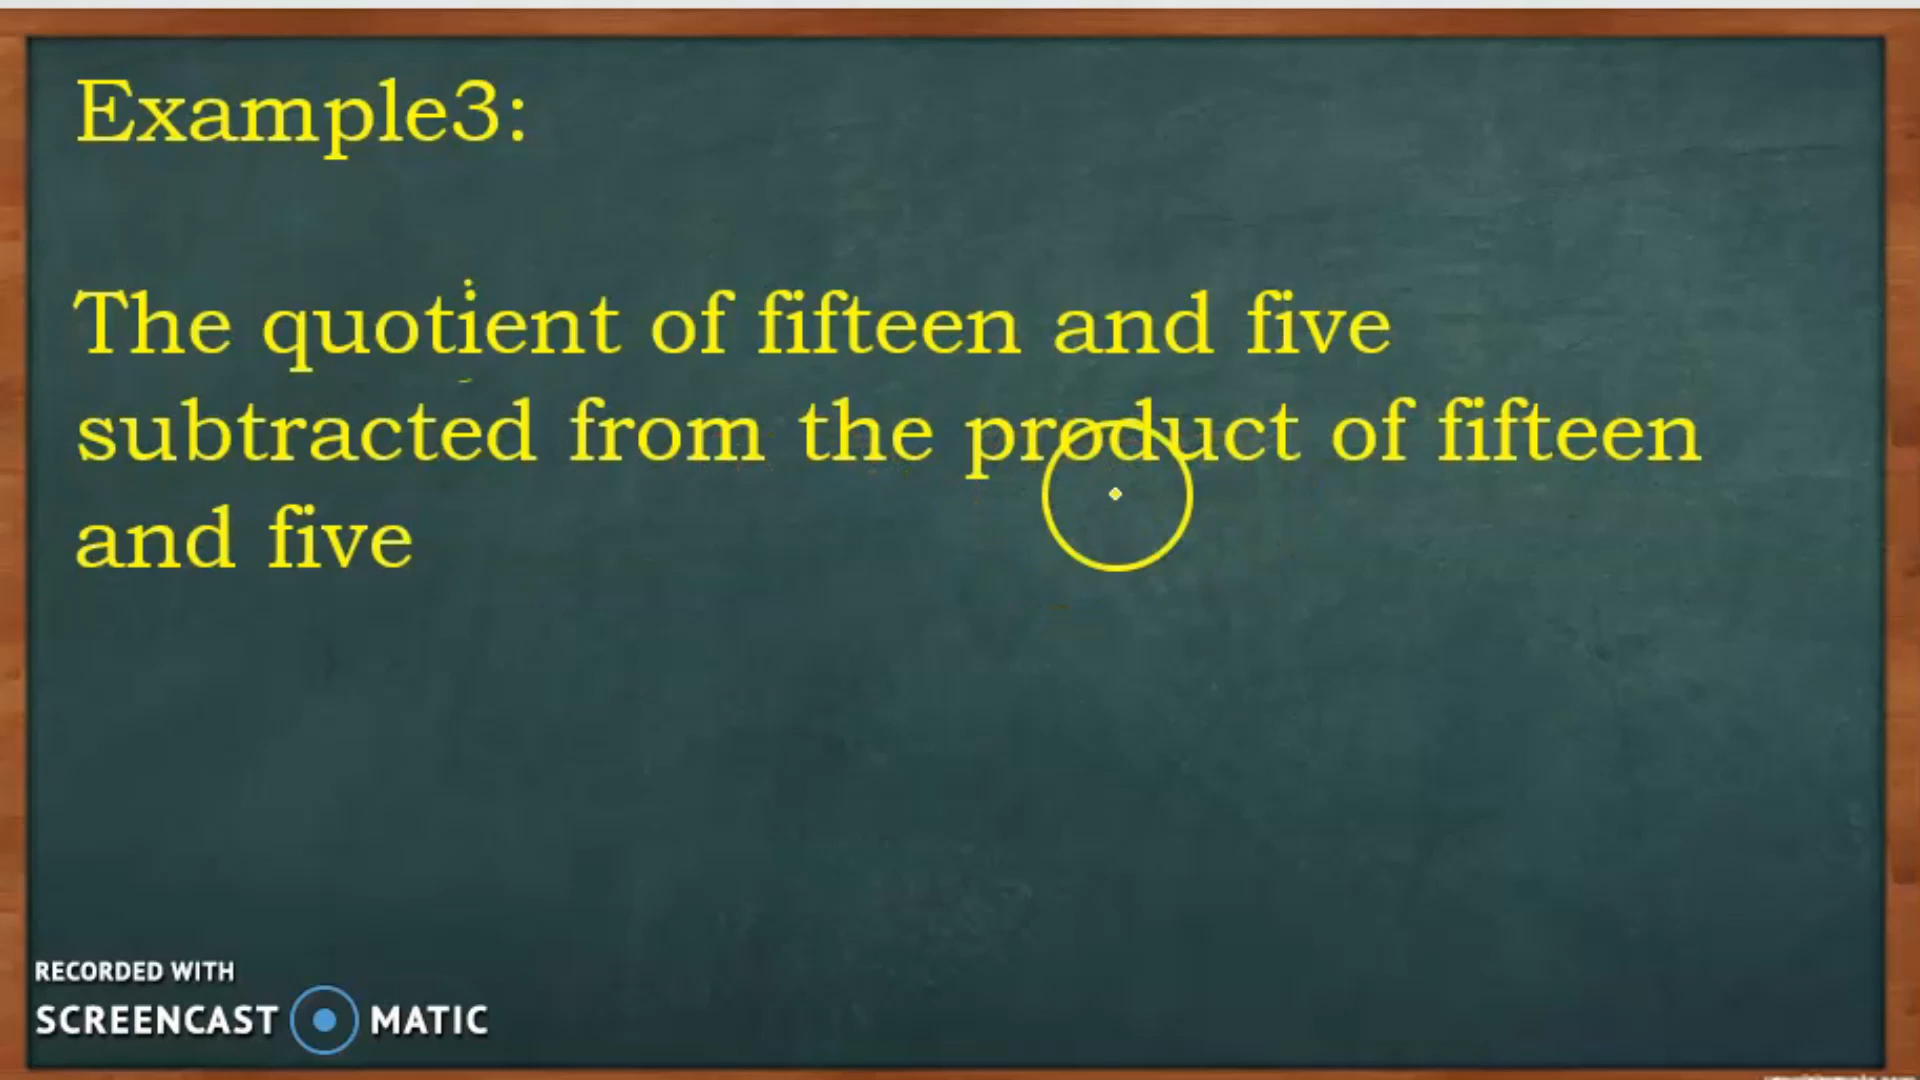 Example3:
The quotient of fifteen and five
subtracted from the product of fifteen
and five
RECORDED WITH
SCREENCAST MATIC